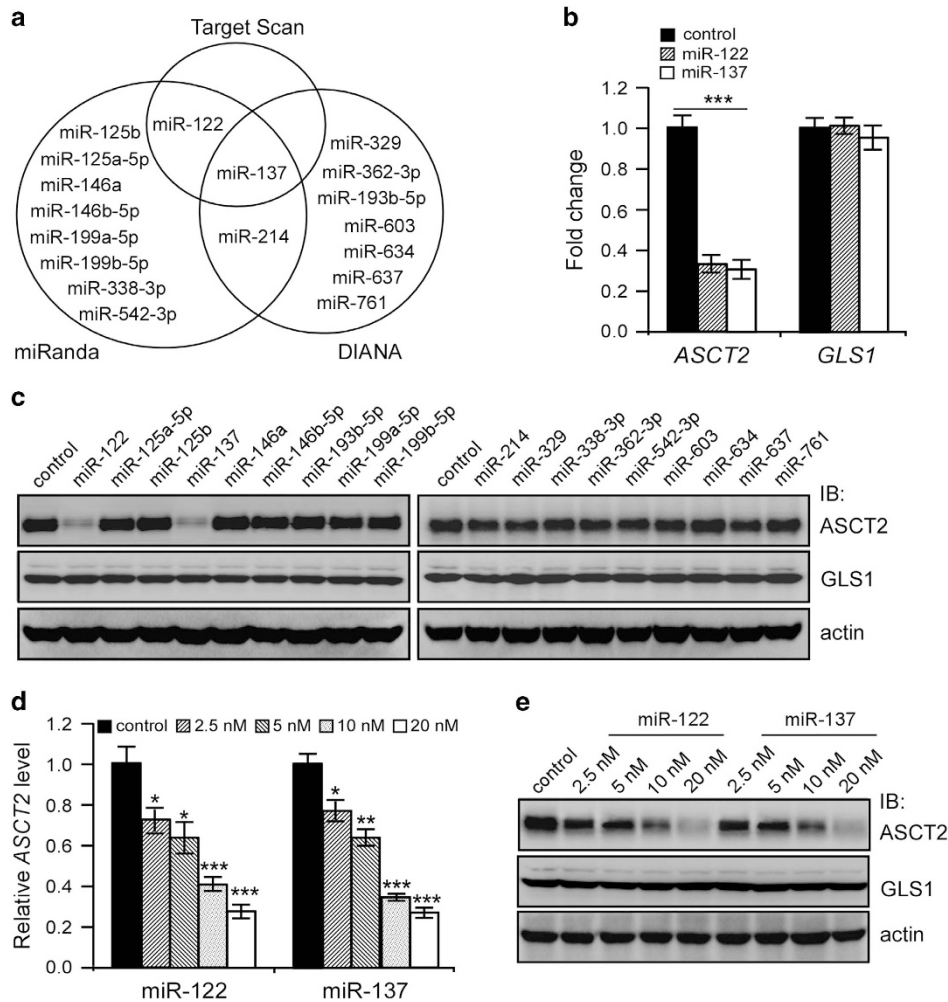 a
Target Scan
miR-122
miR-137
miR-214
miR-125b
miR-125a-5p
miR-146a
miR-146b-5p
miR-199a-5p
miR-199b-5p
miR-338-3p
miR-542-3p
miR-329
miR-362-3p
miR-193b-5p
miR-603
miR-634
miR-637
miR-761
miRanda
DIANA
b
control
miR-122
miR-137
Fold change
1.2
1.0
0.8
0.6
0.4
0.2
0.0
***
ASCT2
GLS1
c
control
miR-122
miR-125a-5p
miR-125b
miR-137
miR-146a
miR-146b-5p
miR-193b-5p
miR-199a-5p
miR-199b-5p
control
miR-214
miR-329
miR-338-3p
miR-362-3p
miR-542-3p
miR-603
miR-634
miR-637
miR-761
IB:
ASCT2
GLS1
actin
d
control 2.5 nM 5 nM 10 nM 20 nM
Relative ASCT2 level
1.2
1.0
0.8
0.6
0.4
0.2
0.0
* * *** ***
* ** *** ***
miR-122
miR-137
e
miR-122
miR-137
control
2.5 nM
5 nM
10 nM
20 nM
2.5 nM
5 nM
10 nM
20 nM
IB:
ASCT2
GLS1
actin